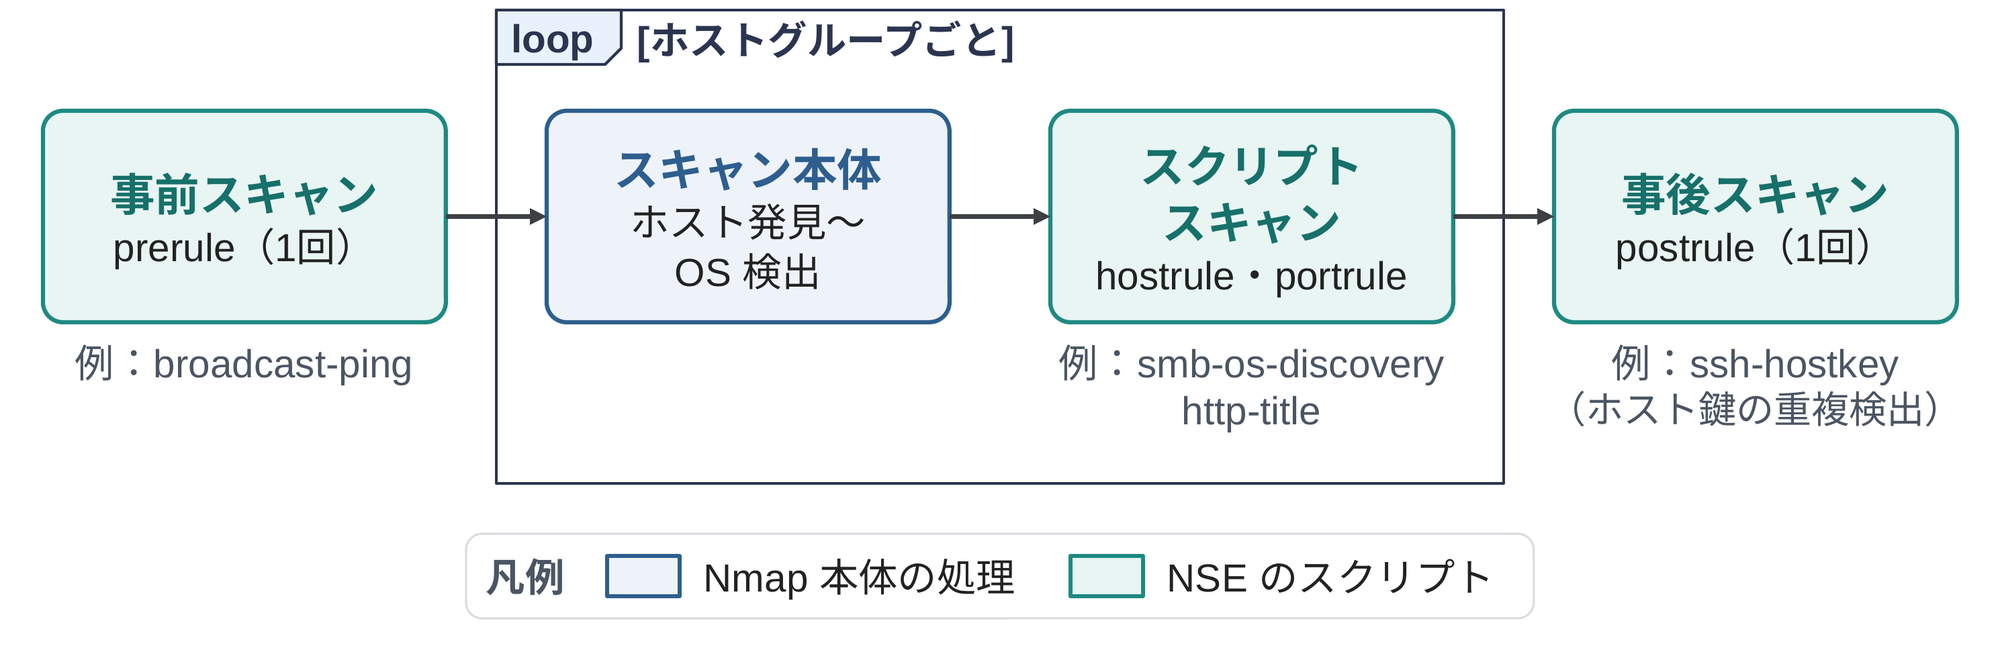 loop [ホストグループごと]
事前スキャン
prerule（1回）
例：broadcast-ping
スキャン本体
ホスト発見～
OS 検出
スクリプト
スキャン
hostrule・portrule
例：smb-os-discovery
http-title
事後スキャン
postrule（1回）
例：ssh-hostkey
（ホスト鍵の重複検出）
凡例 Nmap 本体の処理 NSE のスクリプト